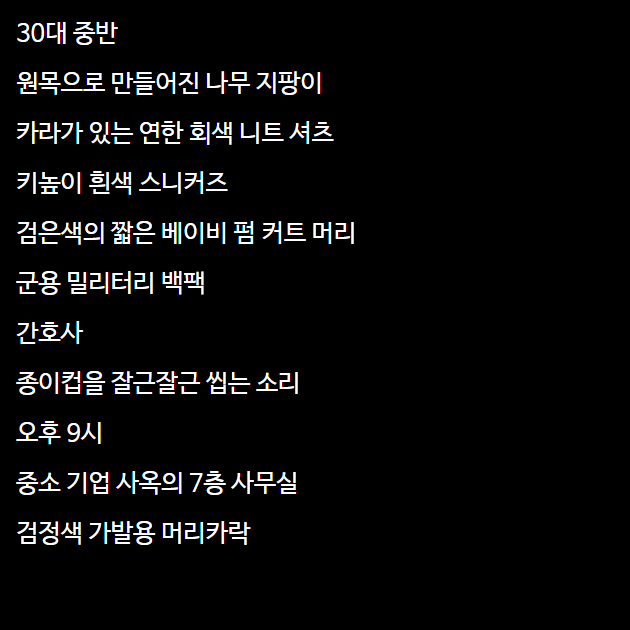 30대 중반
원목으로 만들어진 나무 지팡이
카라가 있는 연한 회색 니트 셔츠
키높이 흰색 스니커즈
검은색의 짧은 베이비 펌 커트 머리
군용 밀리터리 백팩
간호사
종이컵을 잘근잘근 씹는 소리
오후 9시
중소 기업 사옥의 7층 사무실
검정색 가발용 머리카락